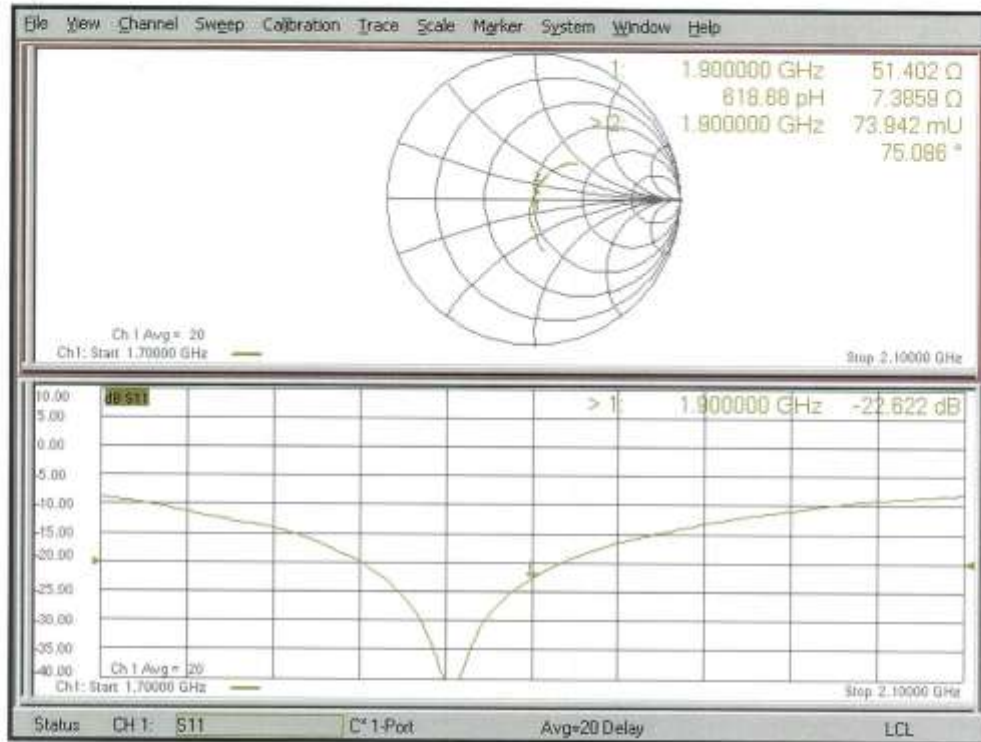 File View Channel Sweep Calibration Trace Scale Marker System Window Help
1: 1.900000 GHz 51.402 Ω
618.68 pH 7.3859 Ω
> 2: 1.900000 GHz 73.942 mU
75.086 °
Ch 1 Avg = 20
Ch1: Start 1.70000 GHz
Stop 2.10000 GHz
10.00
dB S11
> 1: 1.900000 GHz -22.622 dB
5.00
0.00
-5.00
-10.00
-15.00
-20.00
-25.00
-30.00
-35.00
-40.00
Ch 1 Avg = 20
Ch1: Start 1.70000 GHz
Stop 2.10000 GHz
Status CH 1: S11 C* 1-Port Avg=20 Delay LCL